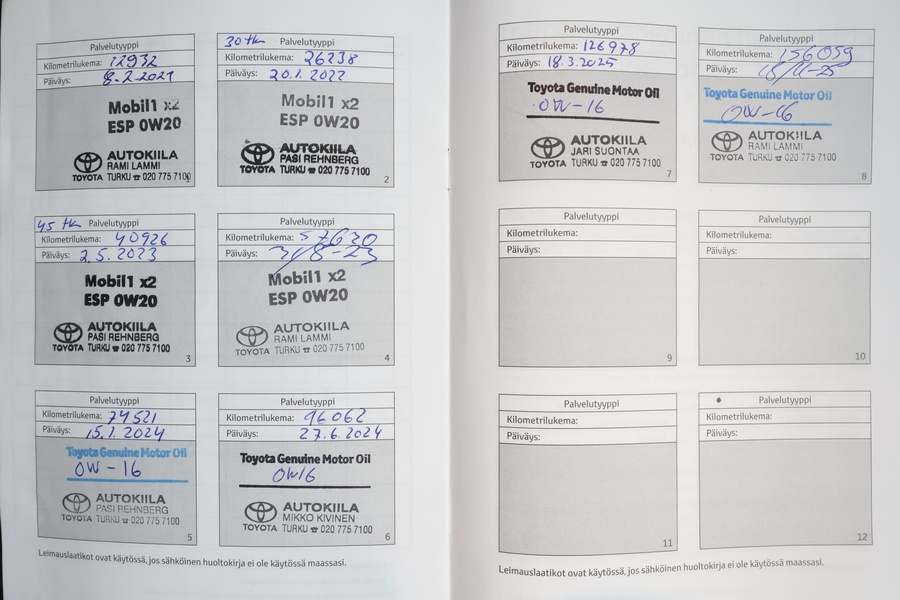 Palvelutyyppi
Kilometrilukema: 12932
Päiväys: 8.2.2021
Mobil1 x2
ESP 0W20
AUTOKIILA
RAMI LAMMI
TOYOTA TURKU ☎ 020 775 7100
1
30 tkm Palvelutyyppi
Kilometrilukema: 26238
Päiväys: 20.1.2022
Mobil1 x2
ESP 0W20
AUTOKIILA
PASI REHNBERG
TOYOTA TURKU ☎ 020 775 7100
2
45 tkm Palvelutyyppi
Kilometrilukema: 40926
Päiväys: 2.5.2023
Mobil1 x2
ESP 0W20
AUTOKIILA
PASI REHNBERG
TOYOTA TURKU ☎ 020 775 7100
3
Palvelutyyppi
Kilometrilukema: 57630
Päiväys: 31/8-23
Mobil1 x2
ESP 0W20
AUTOKIILA
RAMI LAMMI
TOYOTA TURKU ☎ 020 775 7100
4
Palvelutyyppi
Kilometrilukema: 74521
Päiväys: 15.1.2024
Toyota Genuine Motor Oil
0W-16
AUTOKIILA
PASI REHNBERG
TOYOTA TURKU ☎ 020 775 7100
5
Palvelutyyppi
Kilometrilukema: 96062
Päiväys: 27.6.2024
Toyota Genuine Motor Oil
0W16
AUTOKIILA
MIKKO KIVINEN
TOYOTA TURKU ☎ 020 775 7100
6
Leimauslaatikot ovat käytössä, jos sähköinen huoltokirja ei ole käytössä maassasi.
Palvelutyyppi
Kilometrilukema: 126978
Päiväys: 18.3.2025
Toyota Genuine Motor Oil
0W-16
AUTOKIILA
JARI SUONTAA
TOYOTA TURKU ☎ 020 775 7100
7
Palvelutyyppi
Kilometrilukema: 156059
Päiväys: 18/11-25
Toyota Genuine Motor Oil
0W-16
AUTOKIILA
RAMI LAMMI
TOYOTA TURKU ☎ 020 775 7100
8
Palvelutyyppi
Kilometrilukema:
Päiväys:
9
Palvelutyyppi
Kilometrilukema:
Päiväys:
10
Palvelutyyppi
Kilometrilukema:
Päiväys:
11
Palvelutyyppi
Kilometrilukema:
Päiväys:
12
Leimauslaatikot ovat käytössä, jos sähköinen huoltokirja ei ole käytössä maassasi.